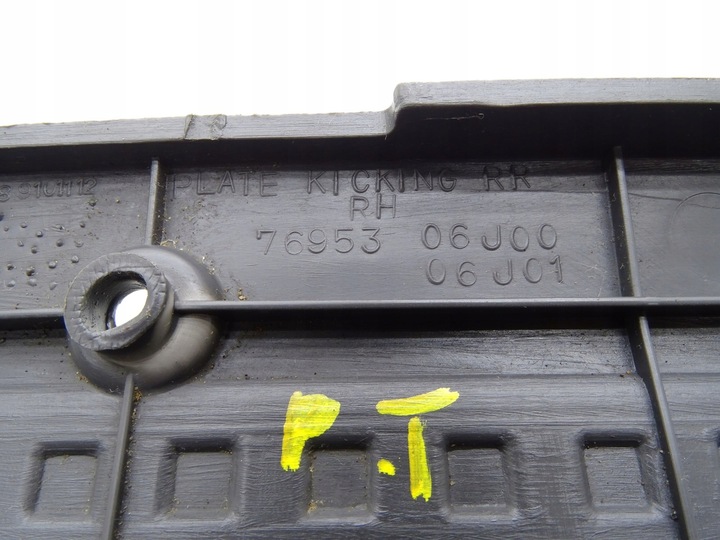 PLATE KICKING RR
RH
76953 06J00
06J01
P.T